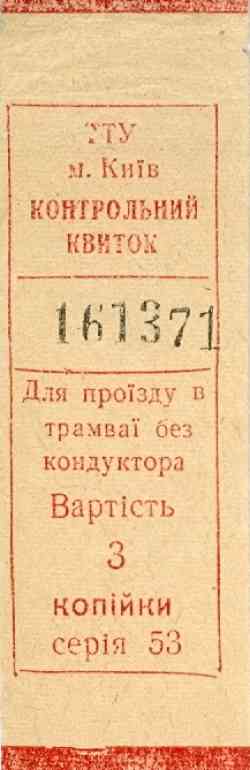 ТТУ
м. Київ
КОНТРОЛЬНИЙ
КВИТОК
161371
Для проїзду в
трамваї без
кондуктора
Вартість
3
копійки
серія 53